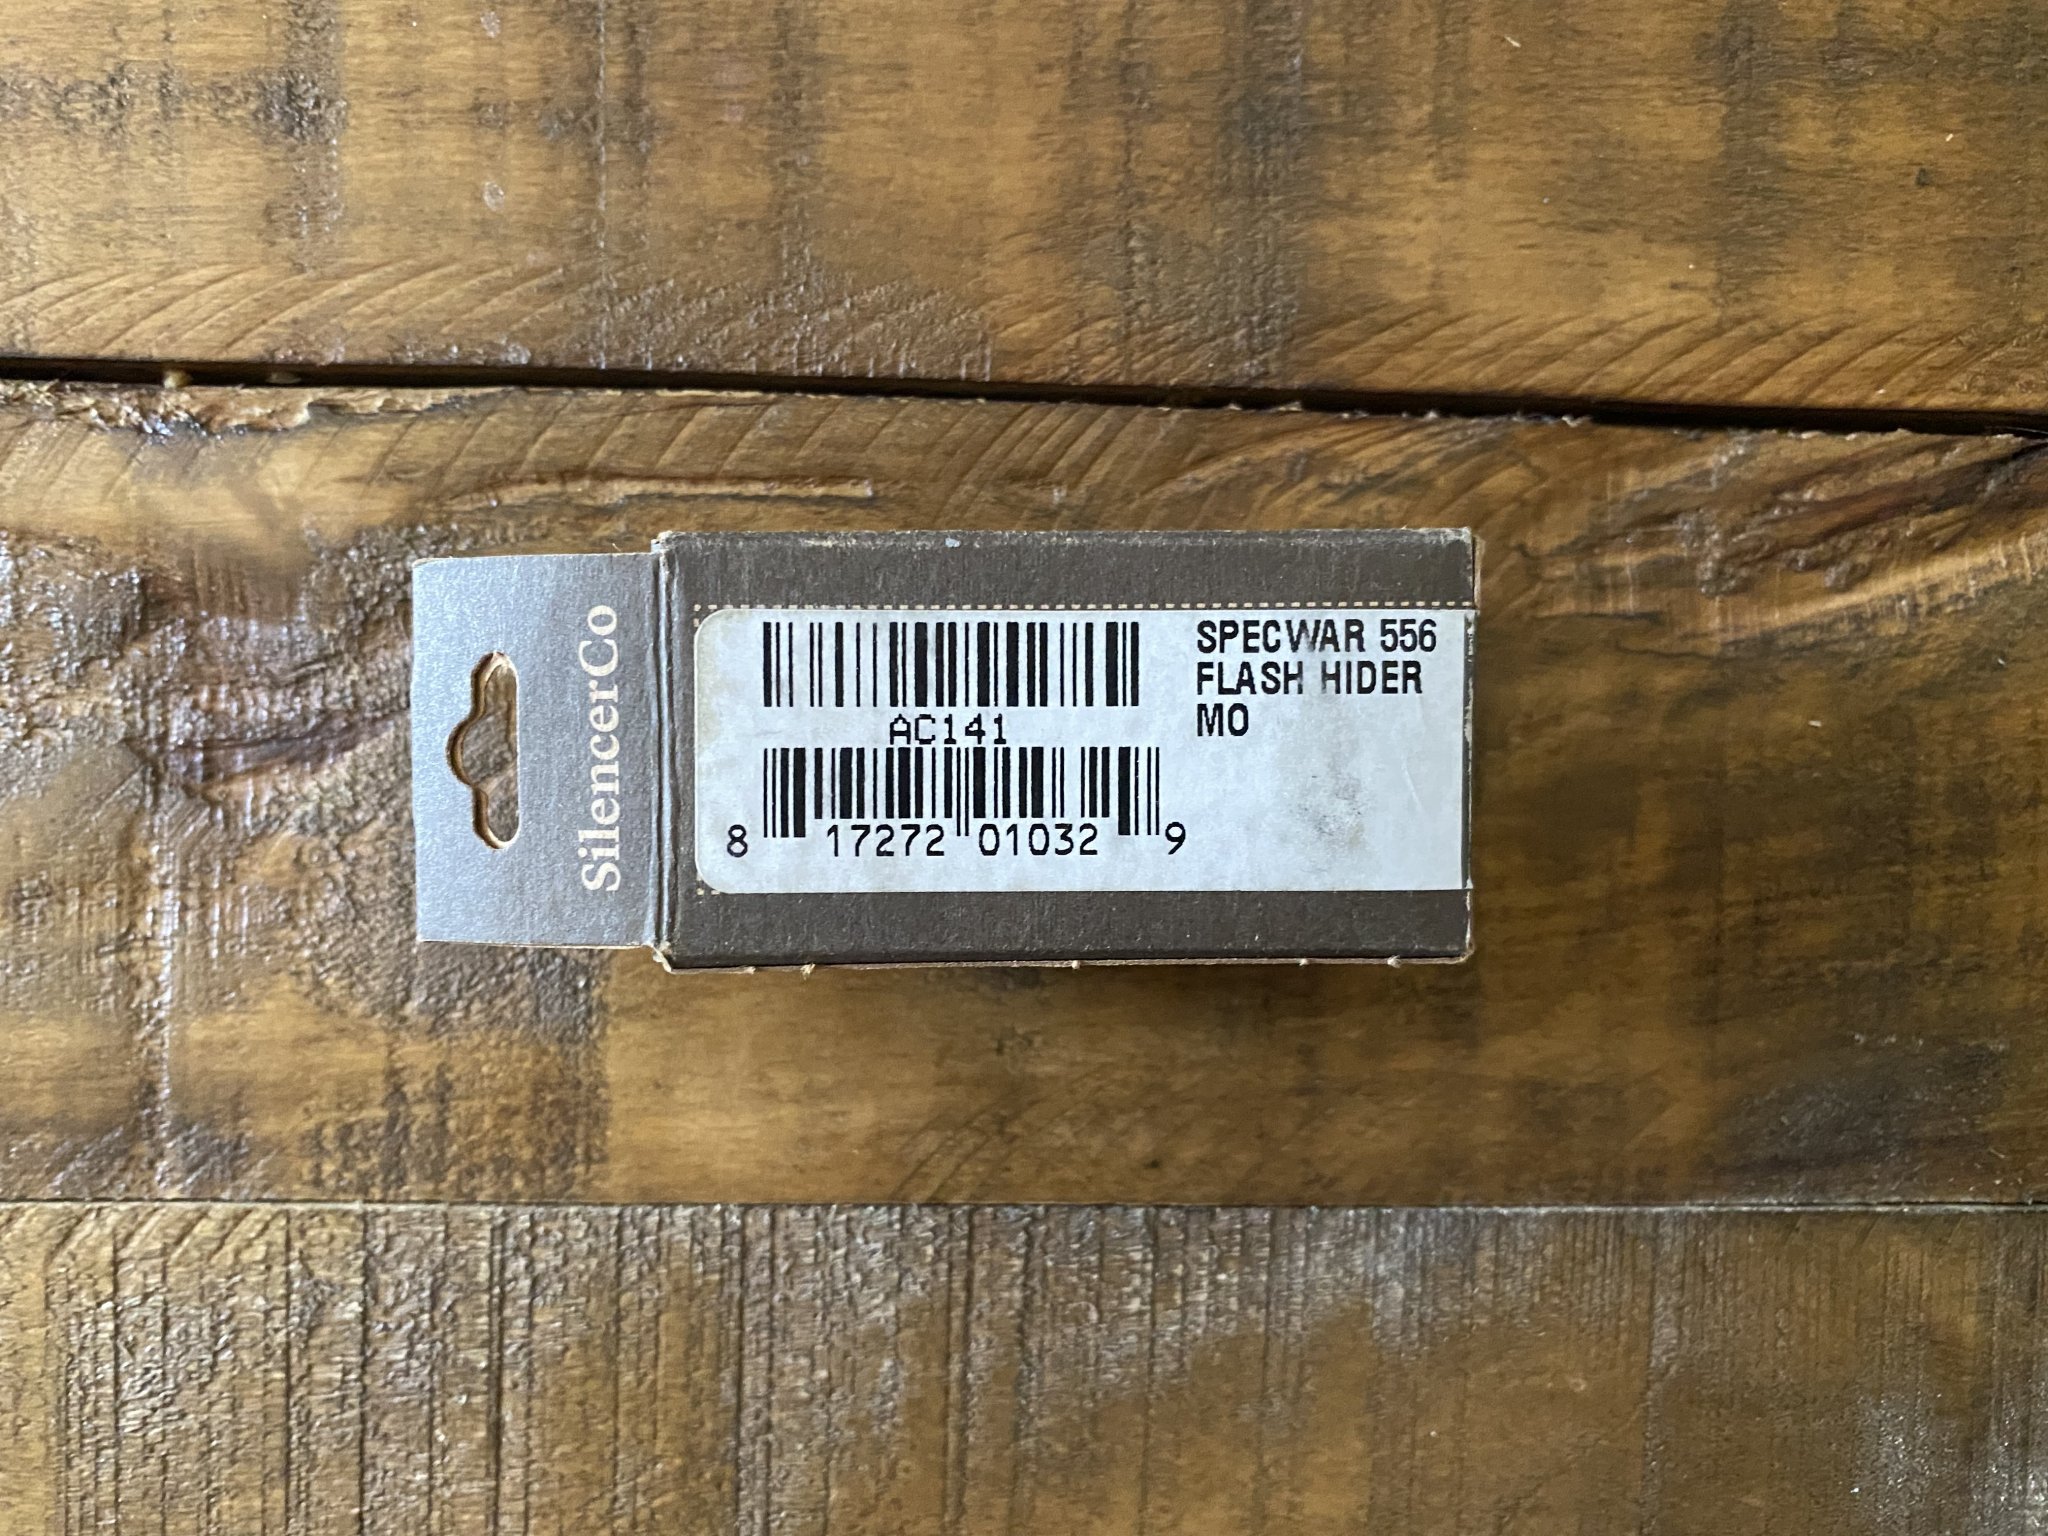 SilencerCo
SPECWAR 556
FLASH HIDER
MO
AC141
8 17272 01032 9